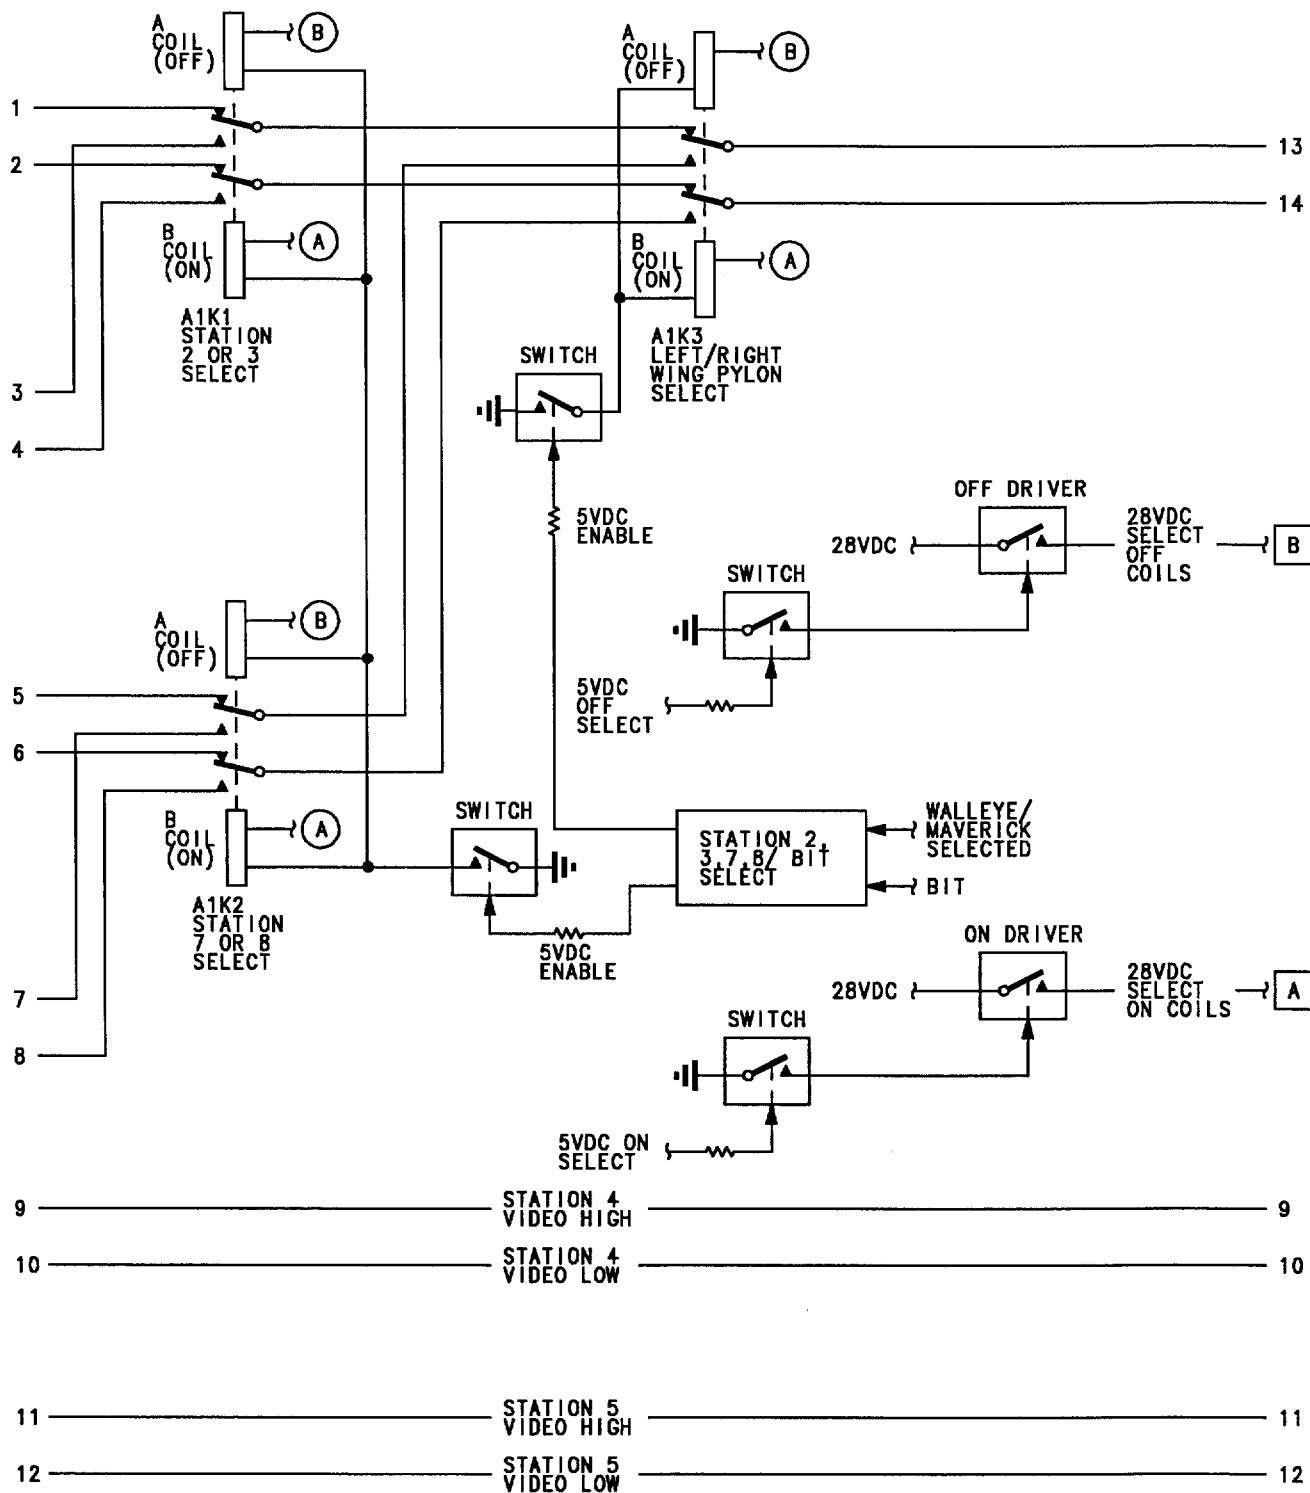 A
COIL
(OFF)
B
A
COIL
(OFF)
B
1
3
2
4
13
14
B
COIL
(ON)
A
B
COIL
(ON)
A
A1K1
STATION
2 OR 3
SELECT
A1K3
LEFT/RIGHT
WING PYLON
SELECT
SWITCH
3
4
5VDC
ENABLE
OFF DRIVER
28VDC
28VDC
SELECT
OFF
COILS
B
SWITCH
5VDC
OFF
SELECT
A
COIL
(OFF)
B
5
6
B
COIL
(ON)
A
SWITCH
STATION 2,
3,7,8/ BIT
SELECT
WALLEYE/
MAVERICK
SELECTED
BIT
A1K2
STATION
7 OR 8
SELECT
5VDC
ENABLE
7
8
ON DRIVER
28VDC
28VDC
SELECT
ON COILS
A
SWITCH
5VDC ON
SELECT
9
STATION 4
VIDEO HIGH
9
10
STATION 4
VIDEO LOW
10
11
STATION 5
VIDEO HIGH
11
12
STATION 5
VIDEO LOW
12